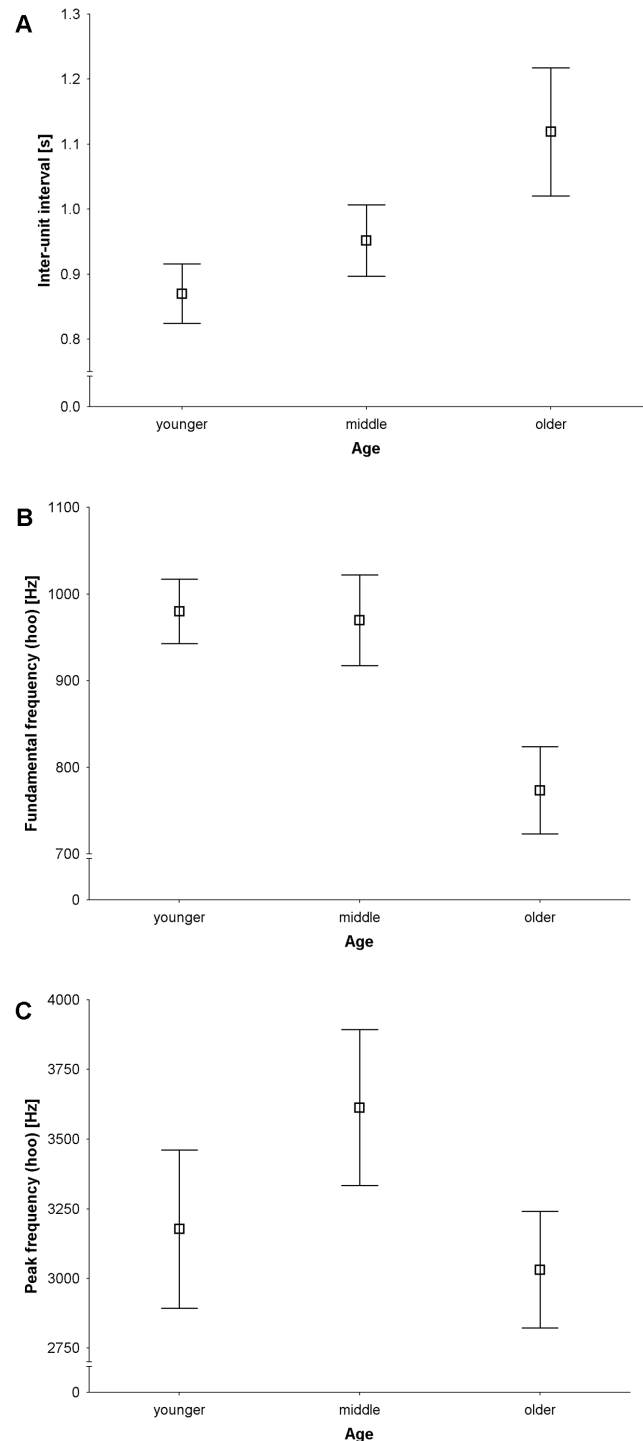 A
Inter-unit interval [s]
1.3
1.2
1.1
1.0
0.9
0.8
0.0
younger middle older
Age
B
Fundamental frequency (hoo) [Hz]
1100
1000
900
800
700
0
younger middle older
Age
C
Peak frequency (hoo) [Hz]
4000
3750
3500
3250
3000
2750
0
younger middle older
Age